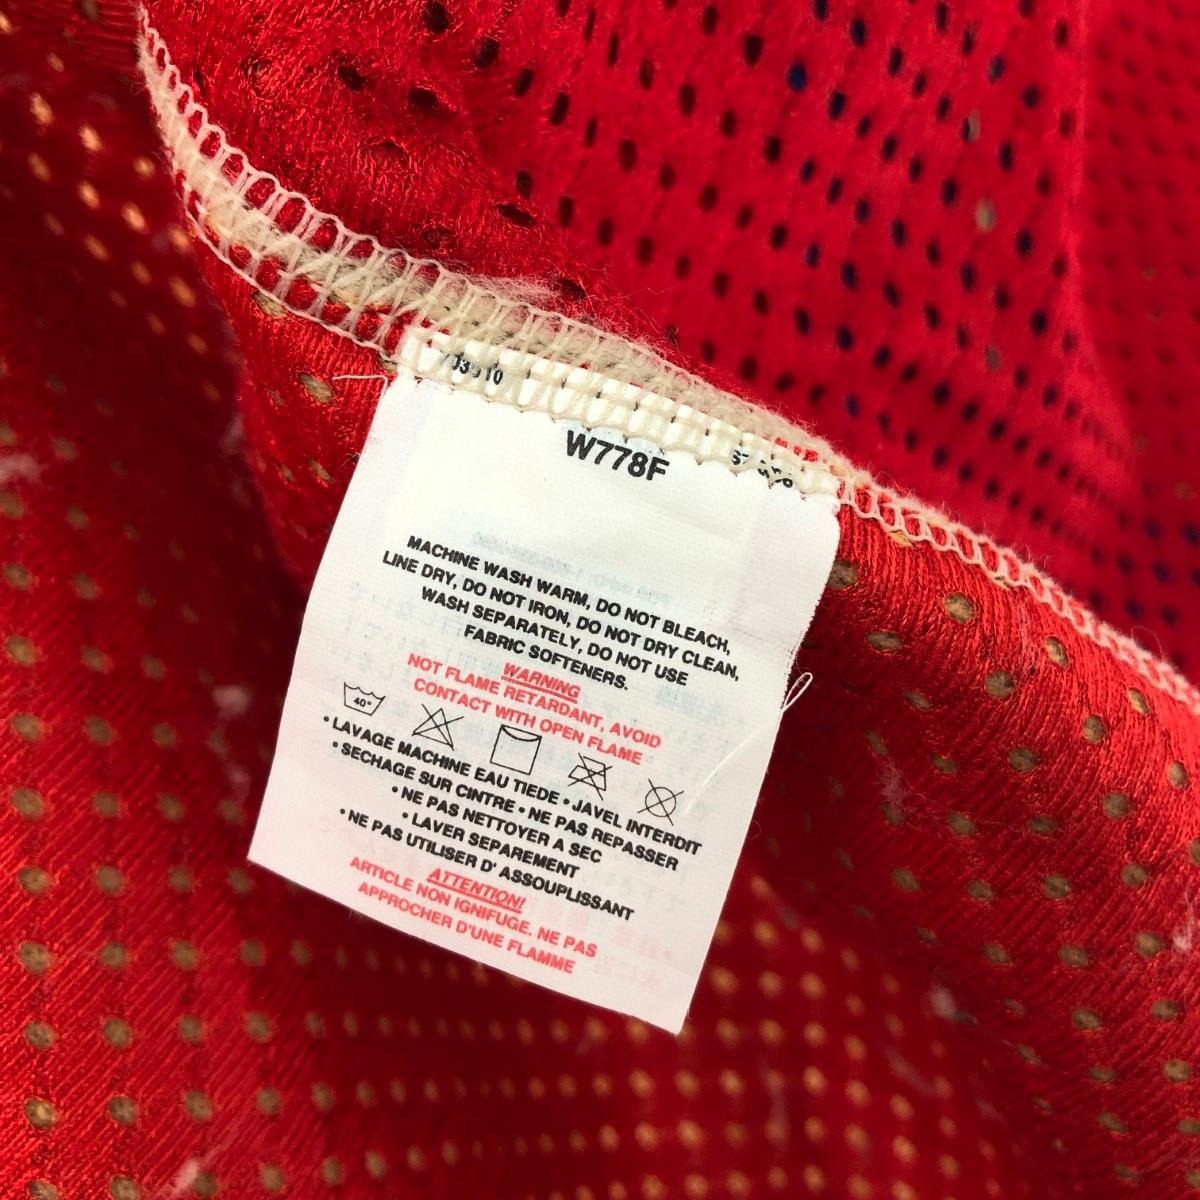 W778F
MACHINE WASH WARM, DO NOT BLEACH,
LINE DRY, DO NOT IRON, DO NOT DRY CLEAN,
WASH SEPARATELY, DO NOT USE
FABRIC SOFTENERS.
WARNING
NOT FLAME RETARDANT, AVOID
CONTACT WITH OPEN FLAME
40°
• LAVAGE MACHINE EAU TIEDE • JAVEL INTERDIT
• SECHAGE SUR CINTRE • NE PAS REPASSER
• NE PAS NETTOYER A SEC
• LAVER SEPAREMENT
• NE PAS UTILISER D' ASSOUPLISSANT
ATTENTION!
ARTICLE NON IGNIFUGE. NE PAS
APPROCHER D'UNE FLAMME